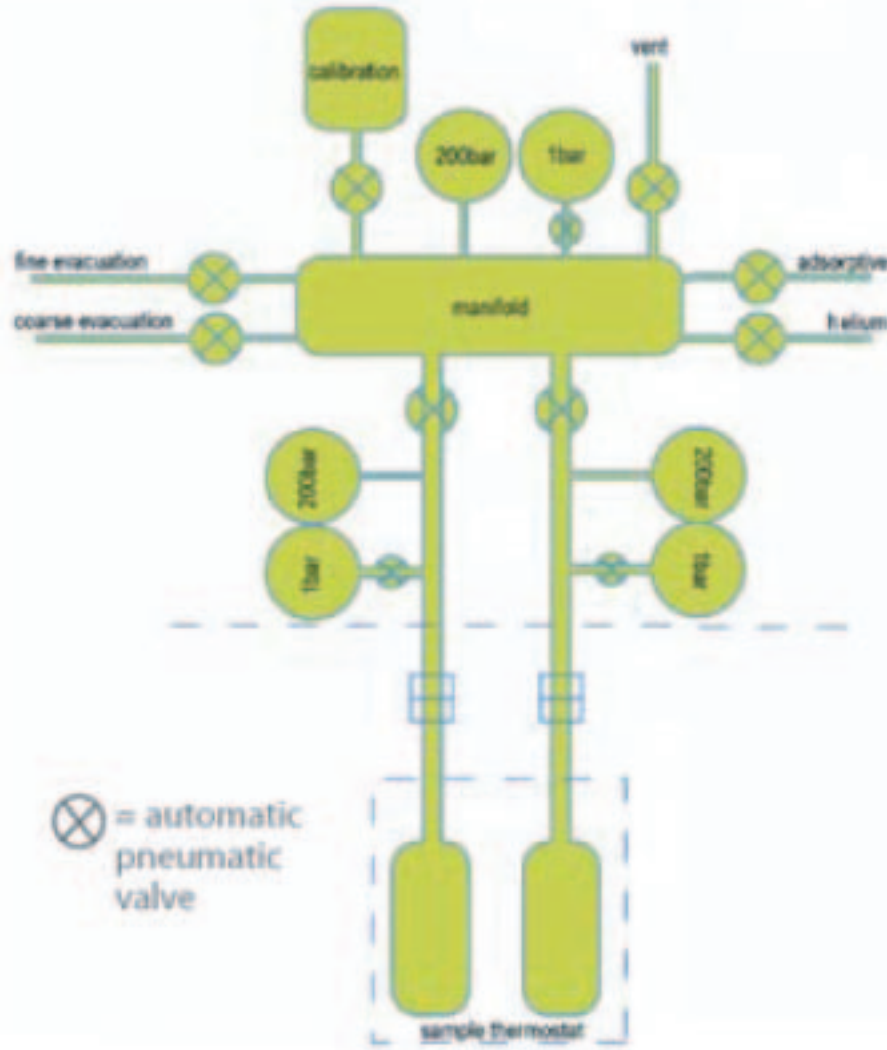 calibration
vent
200bar
1bar
fine evacuation
adsorptive
manifold
coarse evacuation
helium
200bar
200bar
1bar
1bar
= automatic
pneumatic
valve
sample thermostat